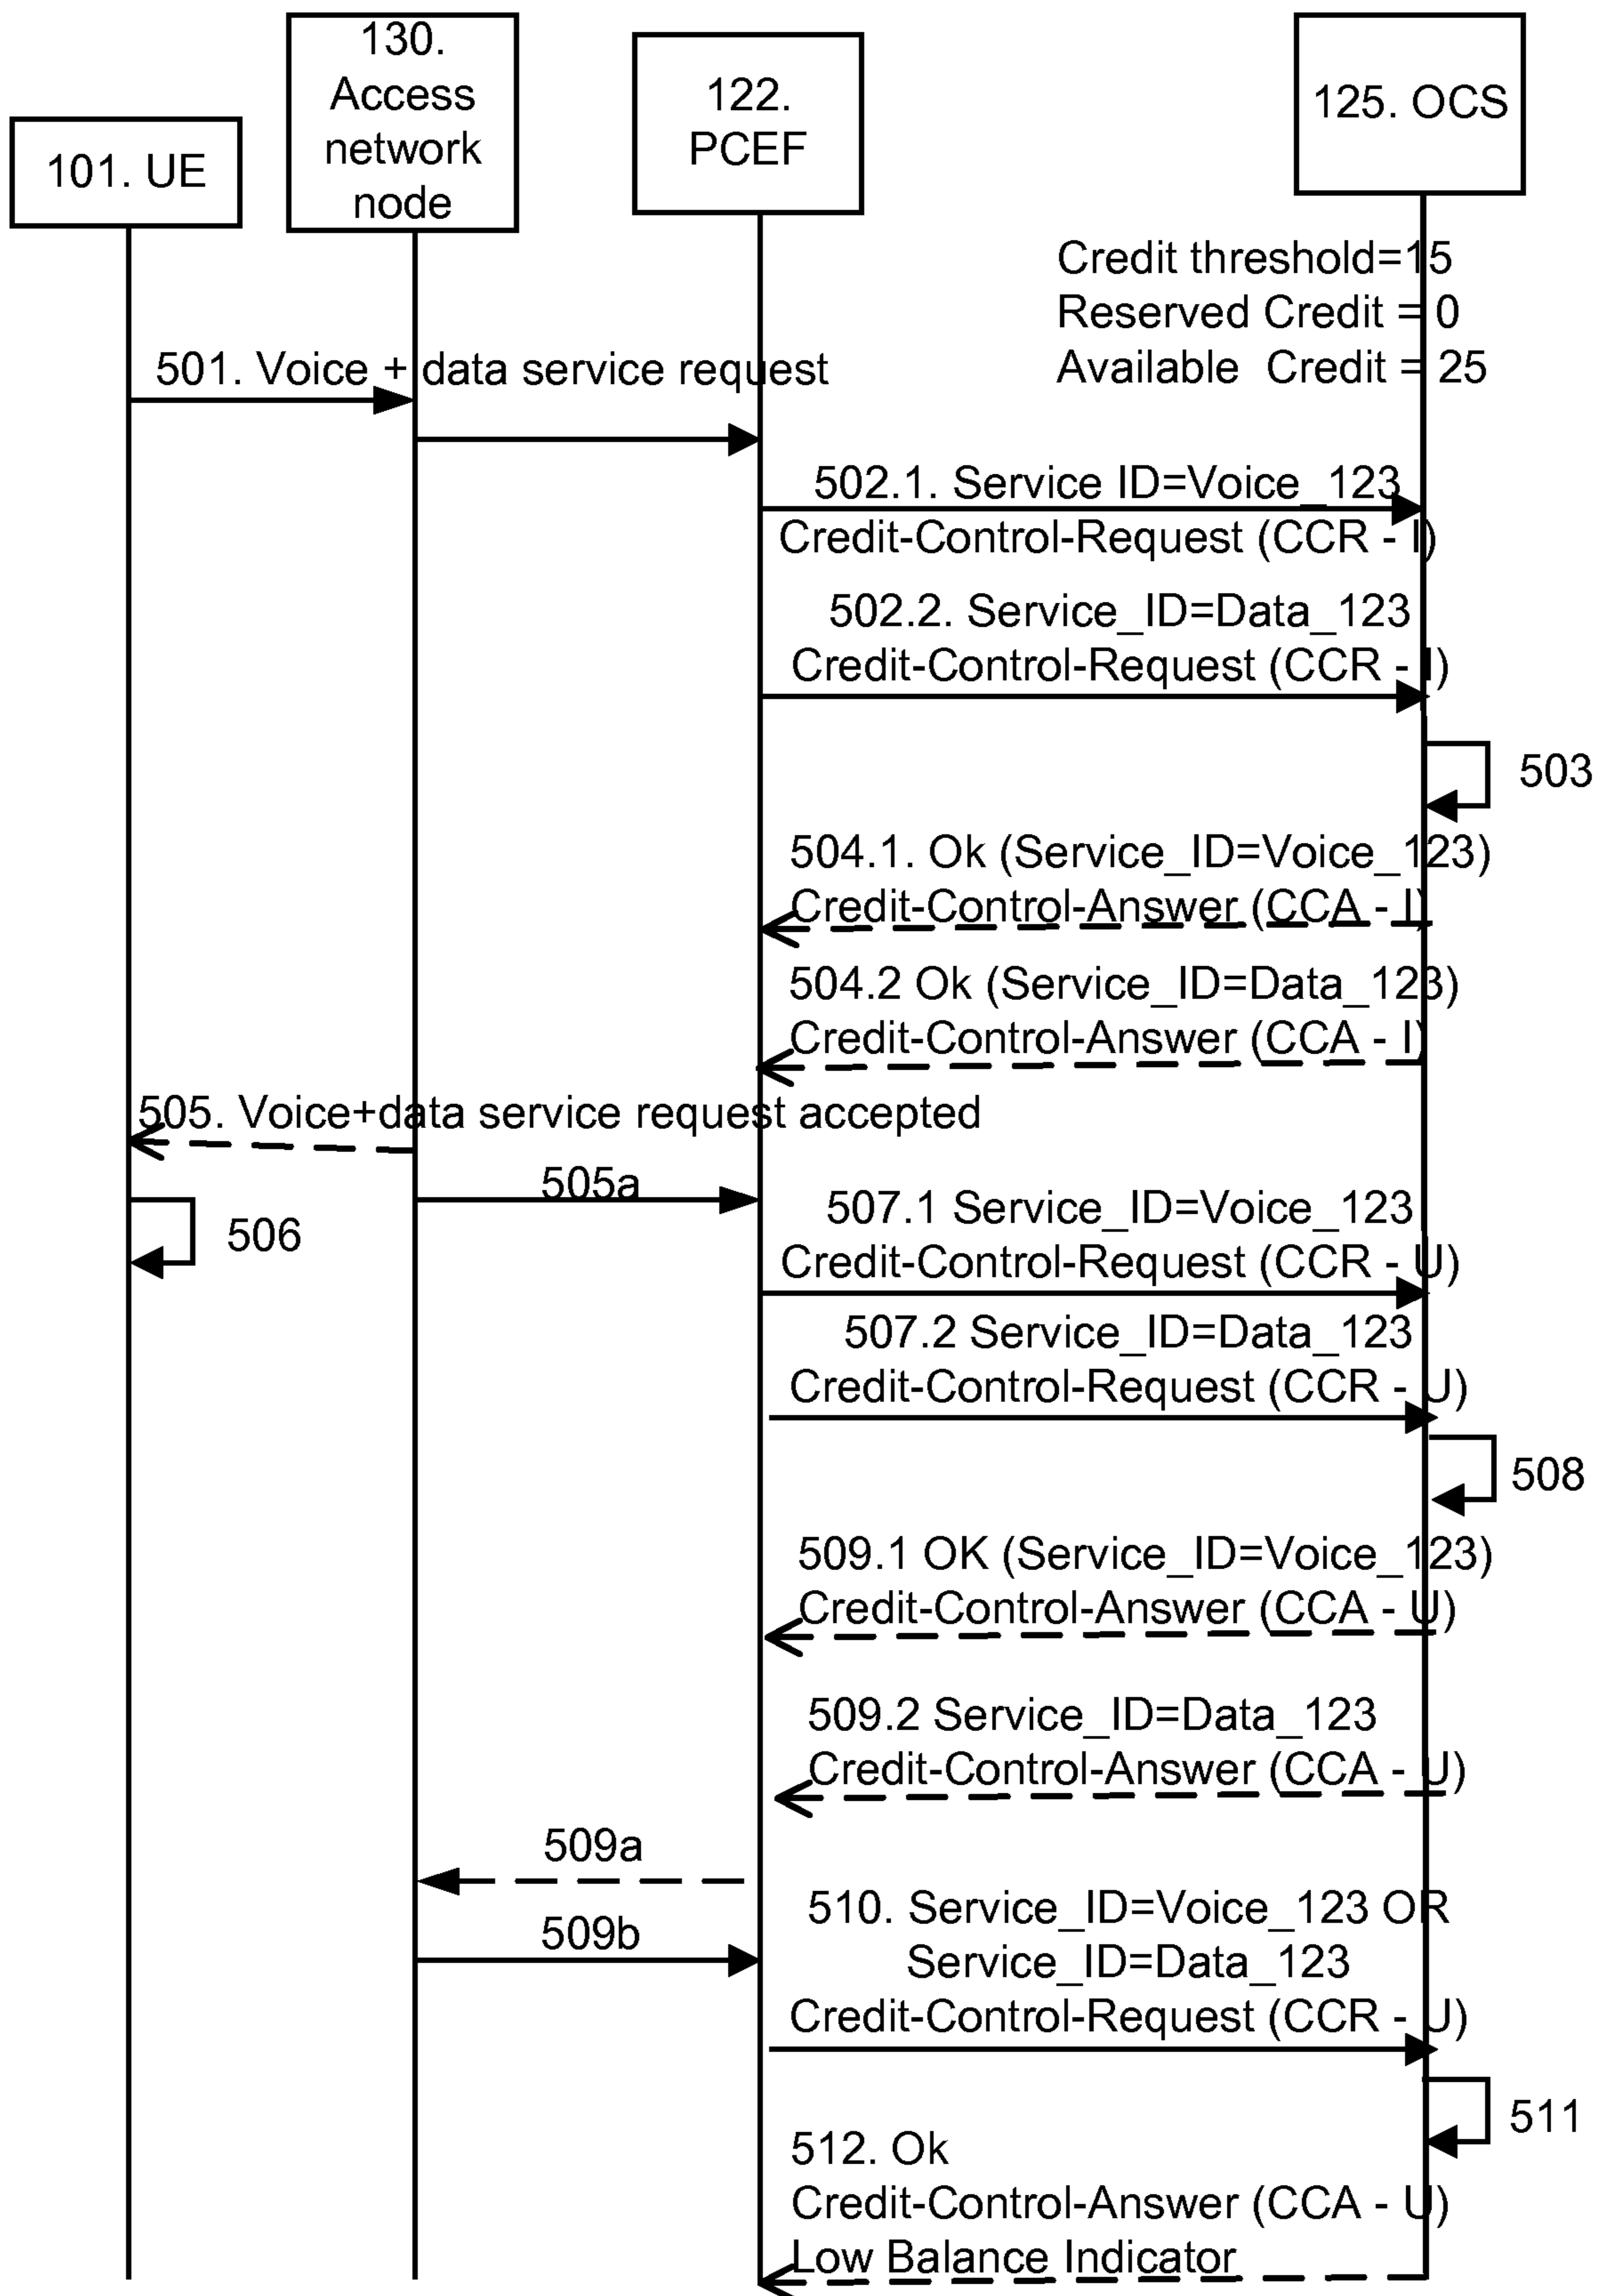 130.
Access
network
node
122.
PCEF
125. OCS
101. UE
Credit threshold=15
Reserved Credit = 0
Available Credit = 25
501. Voice + data service request
502.1. Service ID=Voice_123
Credit-Control-Request (CCR - I)
502.2. Service_ID=Data_123
Credit-Control-Request (CCR - I)
503
504.1. Ok (Service_ID=Voice_123)
Credit-Control-Answer (CCA - I)
504.2 Ok (Service_ID=Data_123)
Credit-Control-Answer (CCA - I)
505. Voice+data service request accepted
505a
506
507.1 Service_ID=Voice_123
Credit-Control-Request (CCR - U)
507.2 Service_ID=Data_123
Credit-Control-Request (CCR - U)
508
509.1 OK (Service_ID=Voice_123)
Credit-Control-Answer (CCA - U)
509.2 Service_ID=Data_123
Credit-Control-Answer (CCA - U)
509a
509b
510. Service_ID=Voice_123 OR
Service_ID=Data_123
Credit-Control-Request (CCR - U)
511
512. Ok
Credit-Control-Answer (CCA - U)
Low Balance Indicator